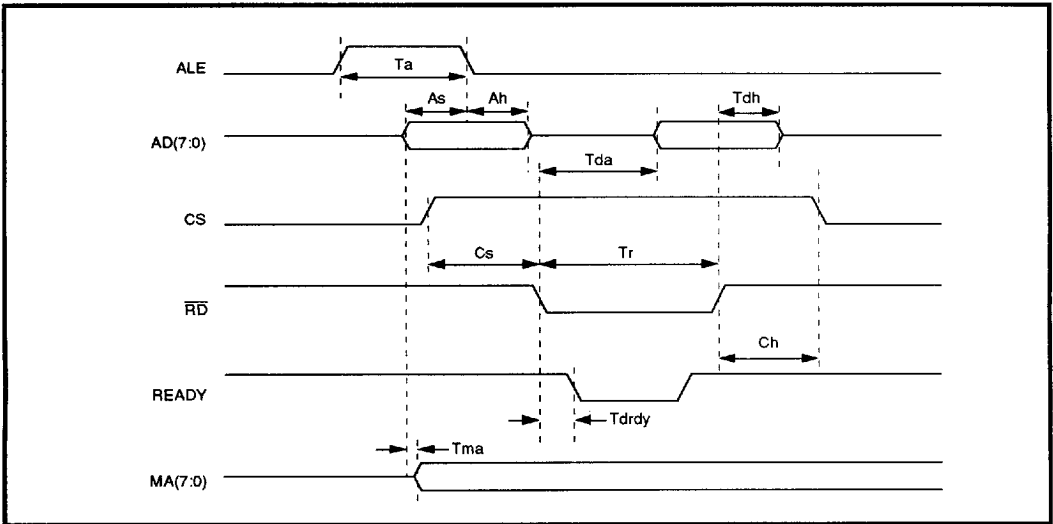 ALE
Ta
As
Ah
Tdh
AD(7:0)
Tda
CS
Cs
Tr
RD
Ch
READY
Tdrdy
Tma
MA(7:0)